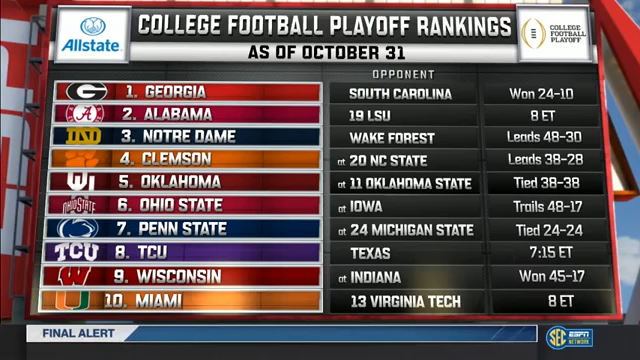 Allstate
COLLEGE FOOTBALL PLAYOFF RANKINGS
COLLEGE
FOOTBALL
PLAYOFF
AS OF OCTOBER 31
OPPONENT
G 1. GEORGIA SOUTH CAROLINA Won 24-10
A 2. ALABAMA 19 LSU 8 ET
ND 3. NOTRE DAME WAKE FOREST Leads 48-30
4. CLEMSON at 20 NC STATE Leads 38-28
OU 5. OKLAHOMA at 11 OKLAHOMA STATE Tied 38-38
OHIO STATE 6. OHIO STATE at IOWA Trails 48-17
7. PENN STATE at 24 MICHIGAN STATE Tied 24-24
TCU 8. TCU TEXAS 7:15 ET
W 9. WISCONSIN at INDIANA Won 45-17
U 10. MIAMI 13 VIRGINIA TECH 8 ET
FINAL ALERT
SEC ESPN
NETWORK